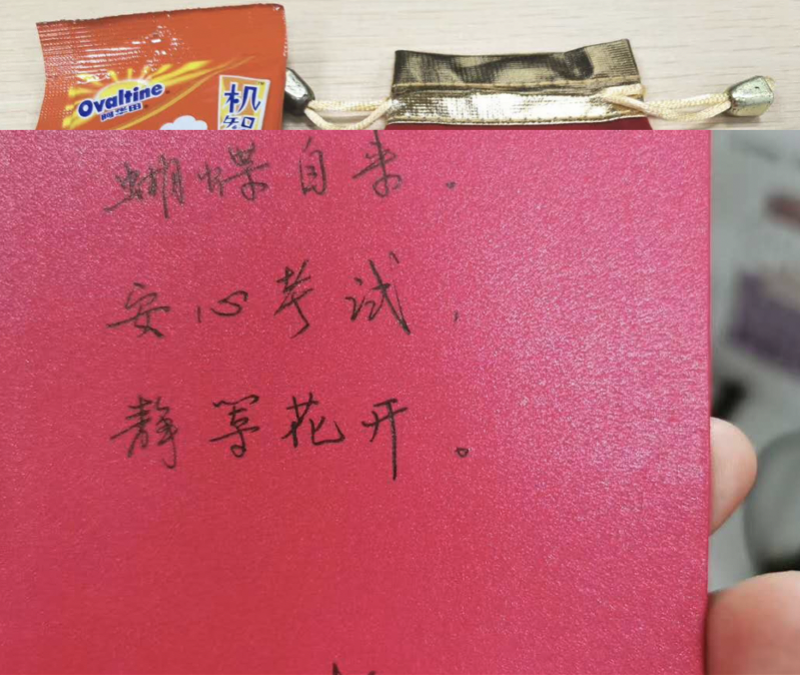 Ovaltine
阿华田
机智
蝴蝶自来.
安心考试,
静等花开。